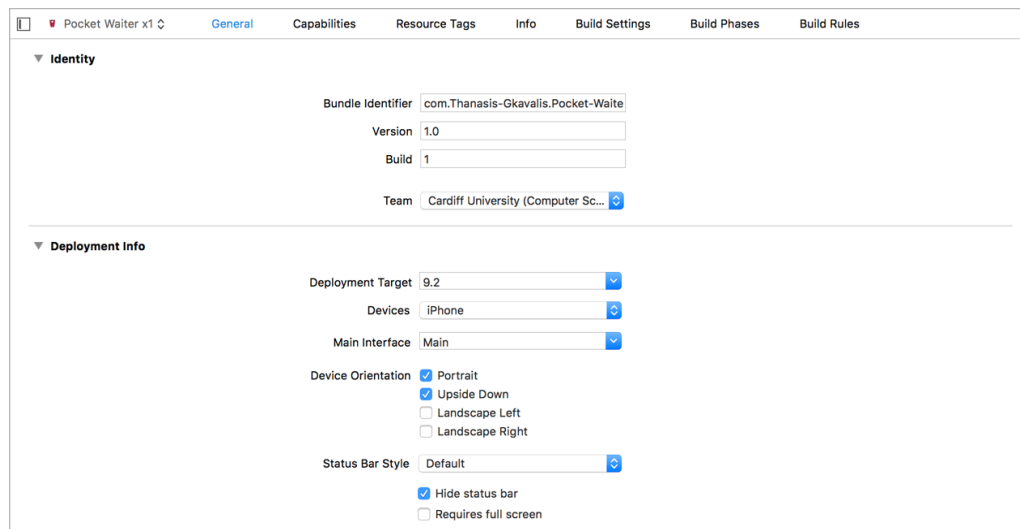 Pocket Waiter x1 General Capabilities Resource Tags Info Build Settings Build Phases Build Rules
Identity
Bundle Identifier com.Thanasis-Gkavalis.Pocket-Waite
Version 1.0
Build 1
Team Cardiff University (Computer Sc...
Deployment Info
Deployment Target 9.2
Devices iPhone
Main Interface Main
Device Orientation Portrait
Upside Down
Landscape Left
Landscape Right
Status Bar Style Default
Hide status bar
Requires full screen